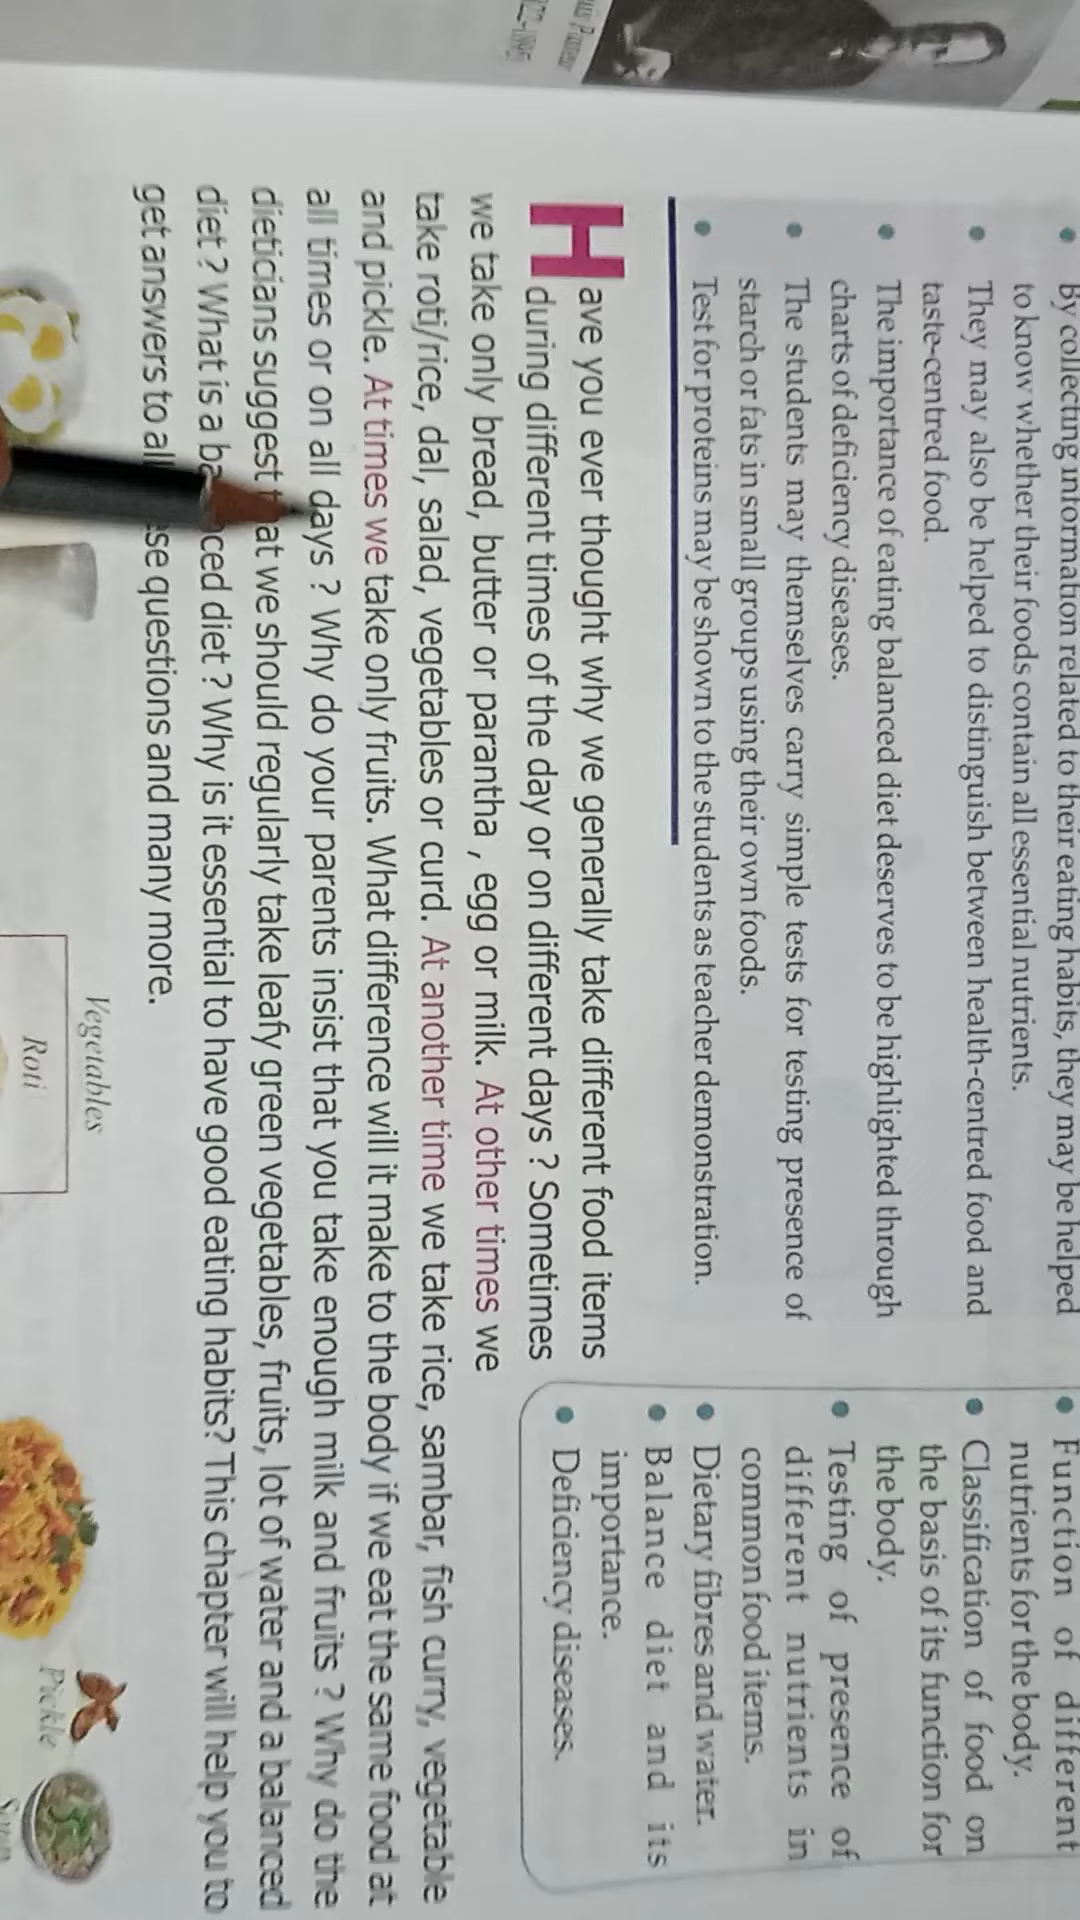 By collecting information related to their eating habits, they may be helped
to know whether their foods contain all essential nutrients.
They may also be helped to distinguish between health-centred food and
taste-centred food.
The importance of eating balanced diet deserves to be highlighted through
charts of deficiency diseases.
The students may themselves carry simple tests for testing presence of
starch or fats in small groups using their own foods.
Test for proteins may be shown to the students as teacher demonstration.
Function of different
nutrients for the body.
Classification of food on
the basis of its function for
the body.
Testing of presence of
different nutrients in
common food items.
Dietary fibres and water.
Balance diet and its
importance.
Deficiency diseases.
Have you ever thought why we generally take different food items
during different times of the day or on different days ? Sometimes
we take only bread, butter or parantha , egg or milk. At other times we
take roti/rice, dal, salad, vegetables or curd. At another time we take rice, sambar, fish curry, vegetable
and pickle. At times we take only fruits. What difference will it make to the body if we eat the same food at
all times or on all days ? Why do your parents insist that you take enough milk and fruits ? Why do the
dieticians suggest that we should regularly take leafy green vegetables, fruits, lot of water and a balanced
diet ? What is a diet ? Why is it essential to have good eating habits? This chapter will help you to
get answers to questions and many more.
Vegetables
Roti
Pickle